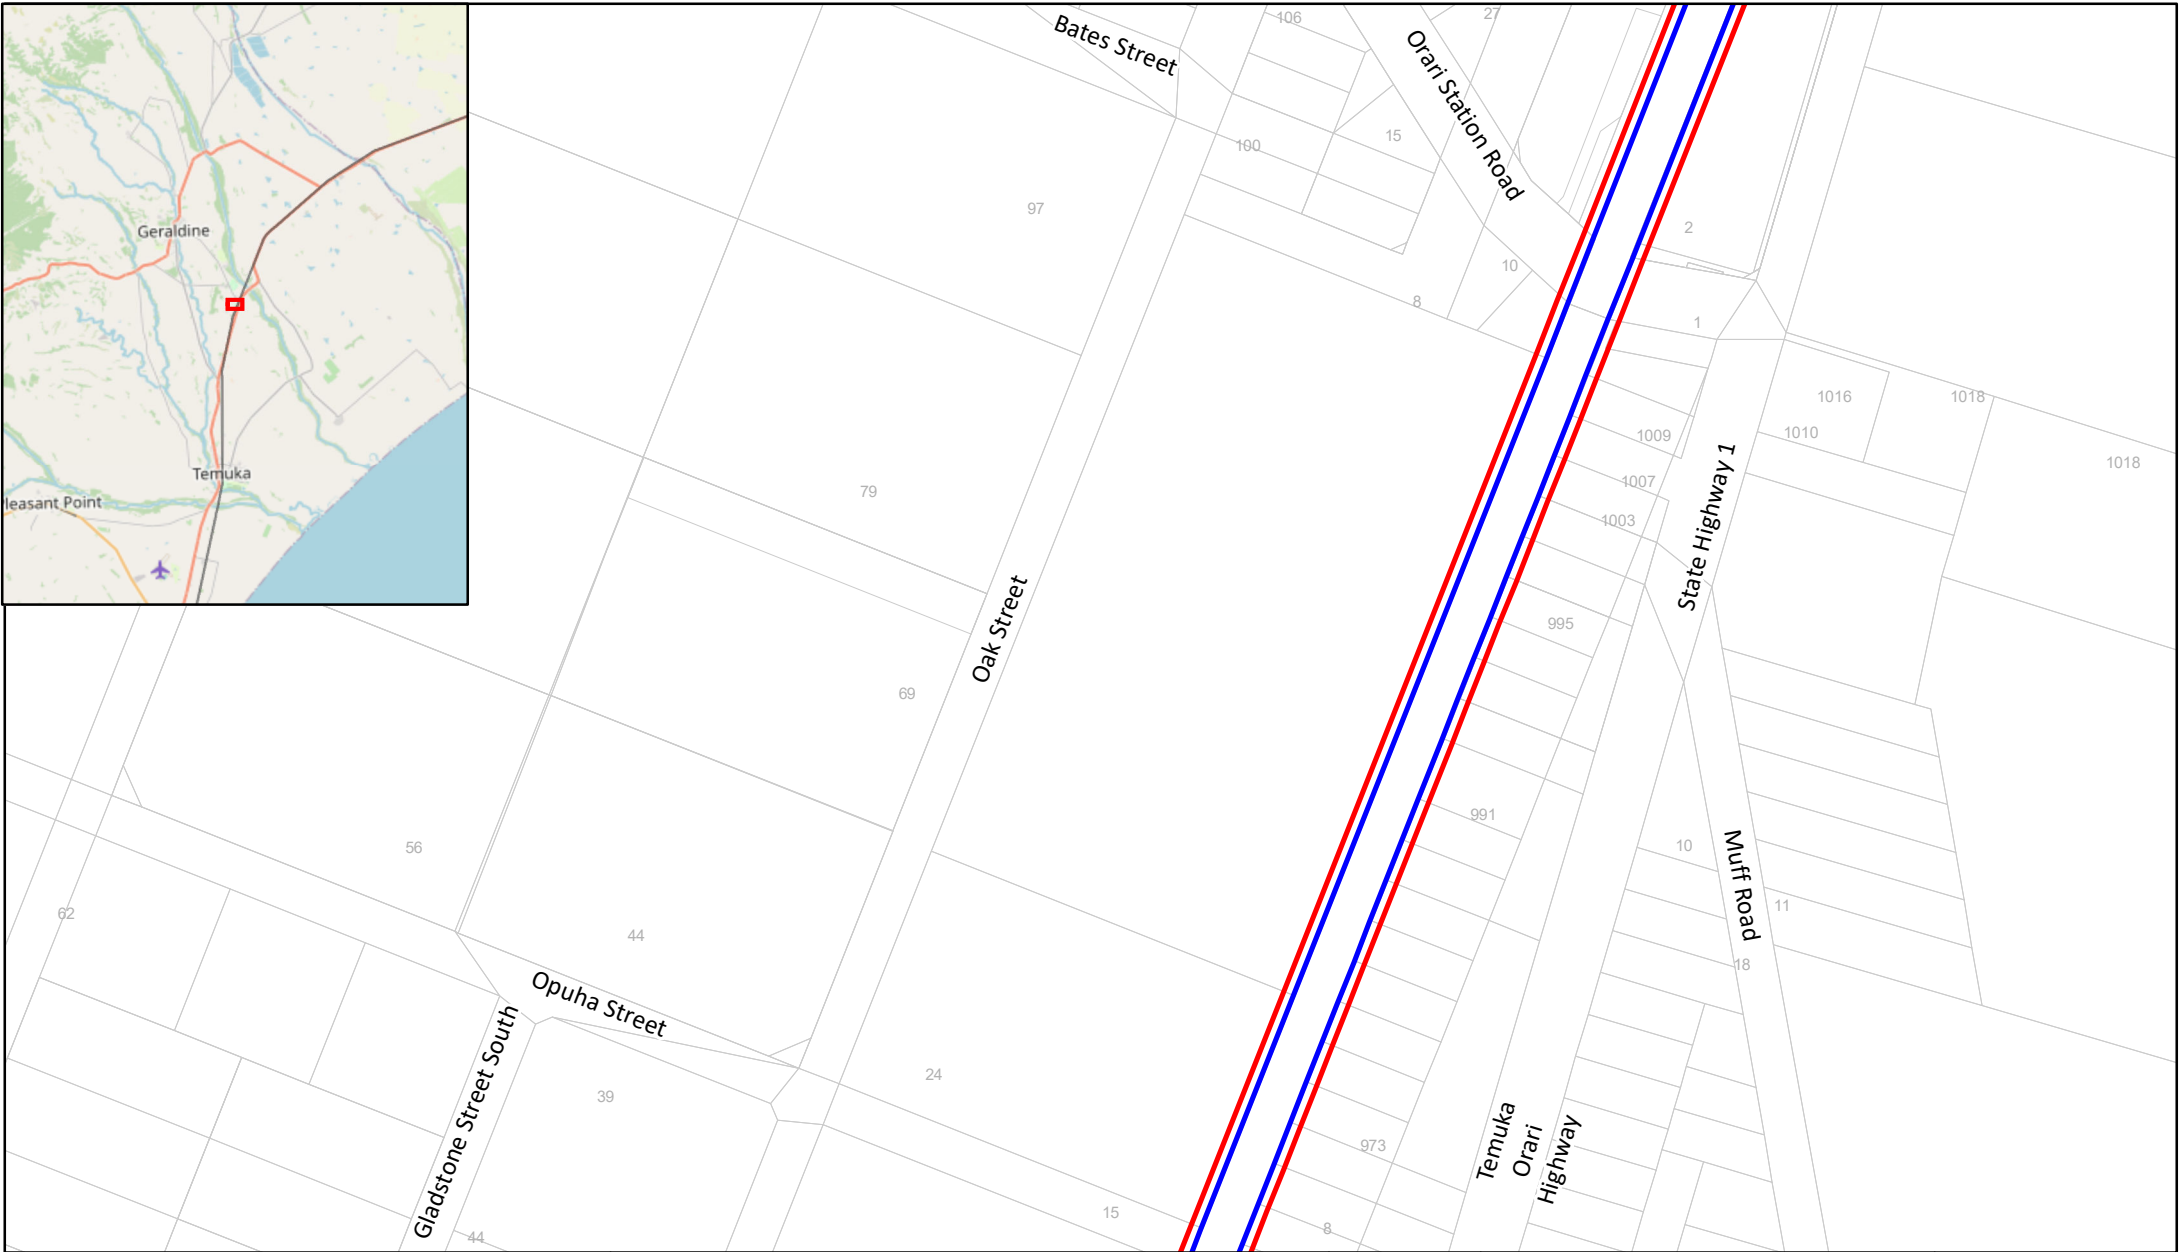 Geraldine
Temuka
leasant Point
Bates Street
Orari Station Road
106
27
15
100
97
2
10
8
1
1016
1018
1010
1009
1018
1007
79
1003
State Highway 1
Oak Street
995
69
991
56
10
Muff Road
11
62
44
18
Opuha Street
Gladstone Street South
24
39
Temuka
Orari
Highway
973
15
8
44